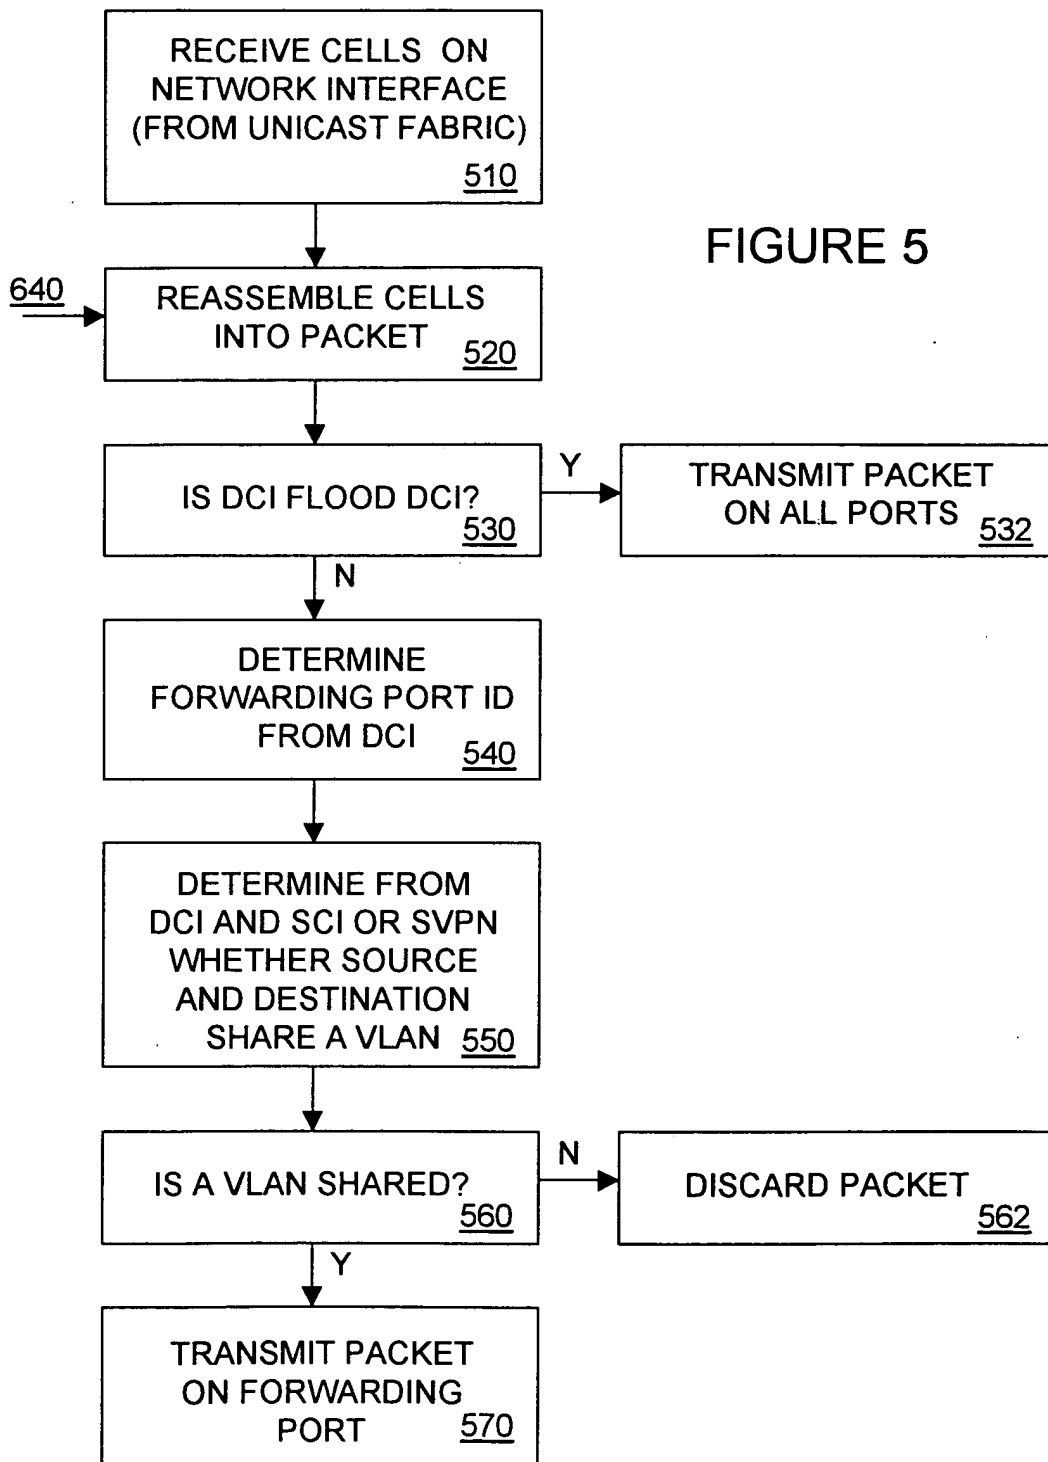 RECEIVE CELLS ON
NETWORK INTERFACE
(FROM UNICAST FABRIC)
510
FIGURE 5
640
REASSEMBLE CELLS
INTO PACKET
520
IS DCI FLOOD DCI?
530
Y
TRANSMIT PACKET
ON ALL PORTS
532
N
DETERMINE
FORWARDING PORT ID
FROM DCI
540
DETERMINE FROM
DCI AND SCI OR SVPN
WHETHER SOURCE
AND DESTINATION
SHARE A VLAN
550
IS A VLAN SHARED?
560
N
DISCARD PACKET
562
Y
TRANSMIT PACKET
ON FORWARDING
PORT
570